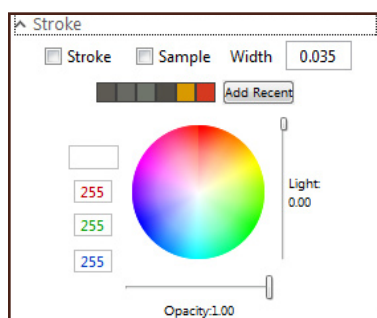 Stroke
Stroke Sample Width 0.035
Add Recent
255
255
255
Light:
0.00
Opacity:1.00